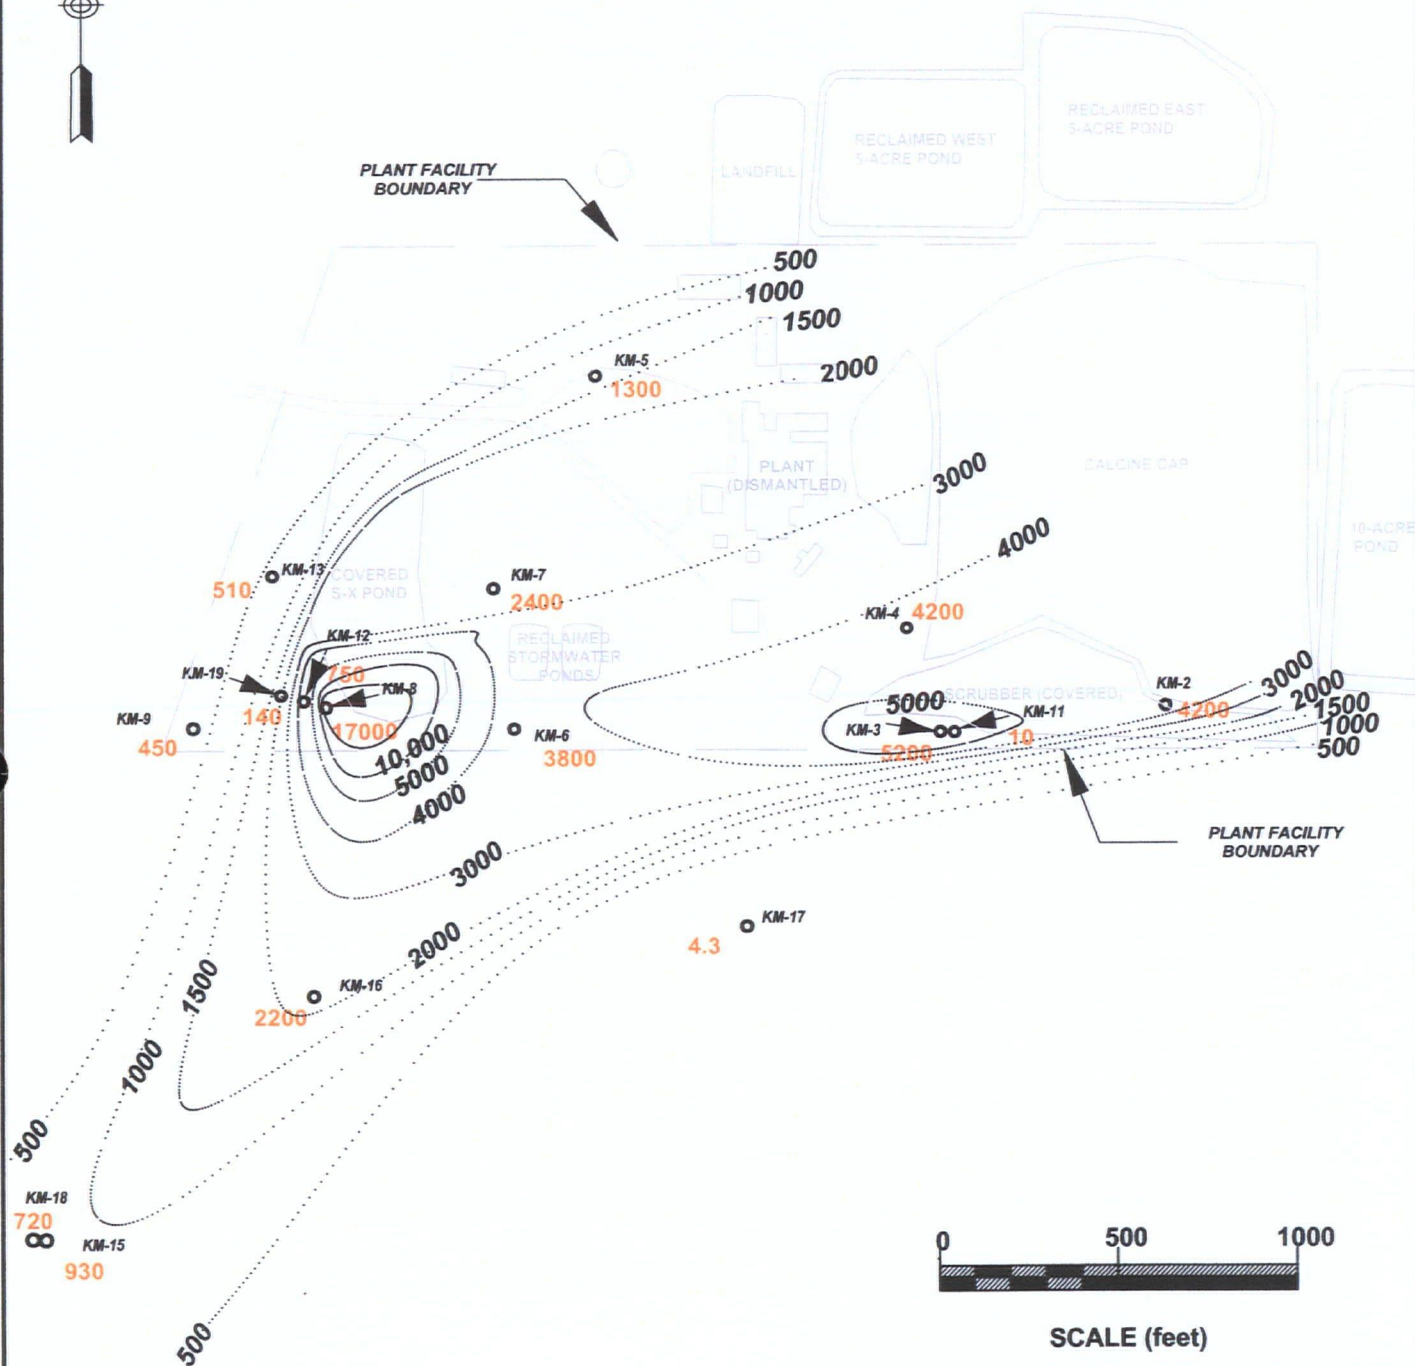 RECLAIMED EAST
5-ACRE POND
RECLAIMED WEST
5-ACRE POND
LANDFILL
PLANT FACILITY
BOUNDARY
500
1000
1500
2000
KM-5
1300
3000
PLANT
(DISMANTLED)
CALCINE CAP
10-ACRE
POND
4000
KM-13
510
COVERED
S-X POND
KM-7
2400
KM-4
4200
KM-12
750
RECLAIMED
STORMWATER
PONDS
KM-19
140
KM-8
17000
KM-9
450
KM-6
3800
10,000
5000
4000
3000
5000
SCRUBBER (COVERED)
KM-3
5200
KM-11
10
KM-2
4200
3000
2000
1500
1000
500
PLANT FACILITY
BOUNDARY
2000
KM-17
4.3
1500
KM-16
2200
1000
500
KM-18
720
KM-15
930
500
0
500
1000
SCALE (feet)